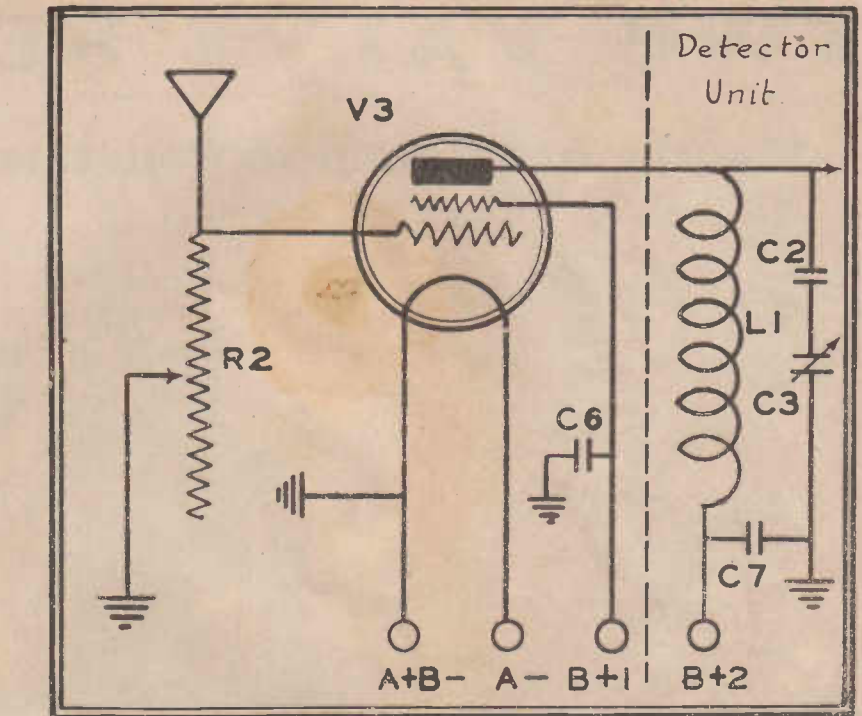 Detector
Unit
V3
C2
R2
L1
C3
C6
C7
A+B- A- B+1 B+2